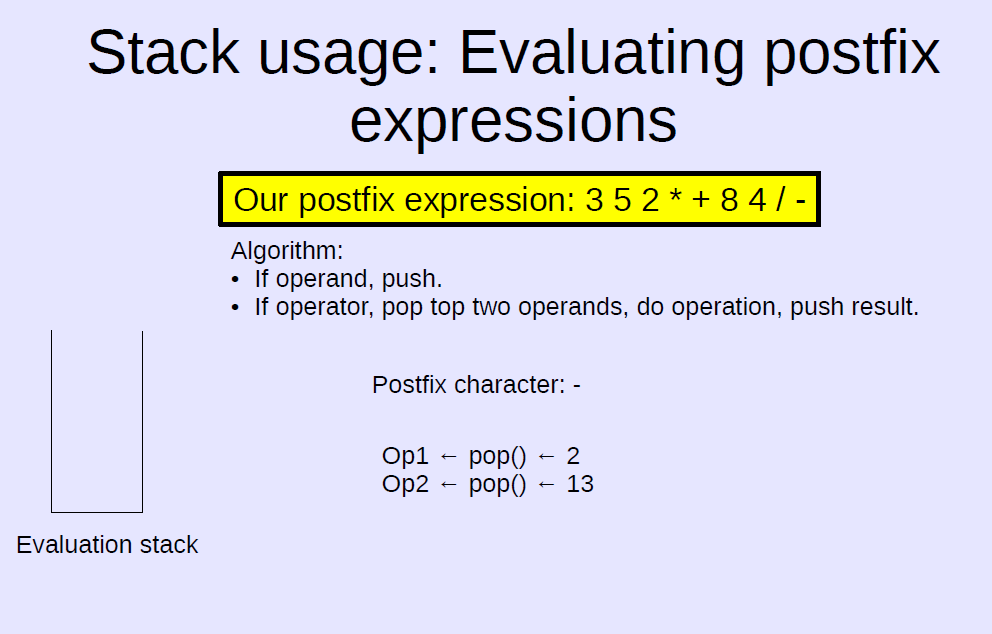 Stack usage: Evaluating postfix
expressions
Our postfix expression: 3 5 2 * + 8 4 / -
Algorithm:
• If operand, push.
• If operator, pop top two operands, do operation, push result.
Postfix character: -
Op1 ← pop() ← 2
Op2 ← pop() ← 13
Evaluation stack